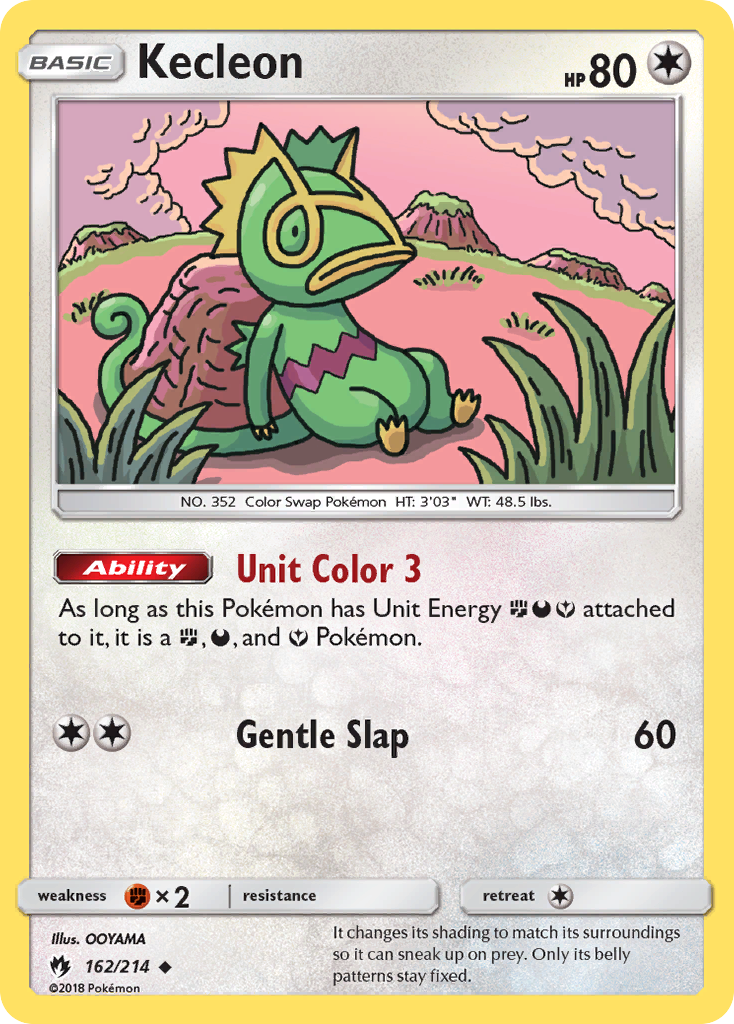 BASIC Kecleon HP 80
NO. 352 Color Swap Pokémon HT: 3'03" WT: 48.5 lbs.
Ability Unit Color 3
As long as this Pokémon has Unit Energy attached
to it, it is a , , and Pokémon.
Gentle Slap 60
weakness ×2 resistance retreat
Illus. OOYAMA
162/214
©2018 Pokémon
It changes its shading to match its surroundings
so it can sneak up on prey. Only its belly
patterns stay fixed.